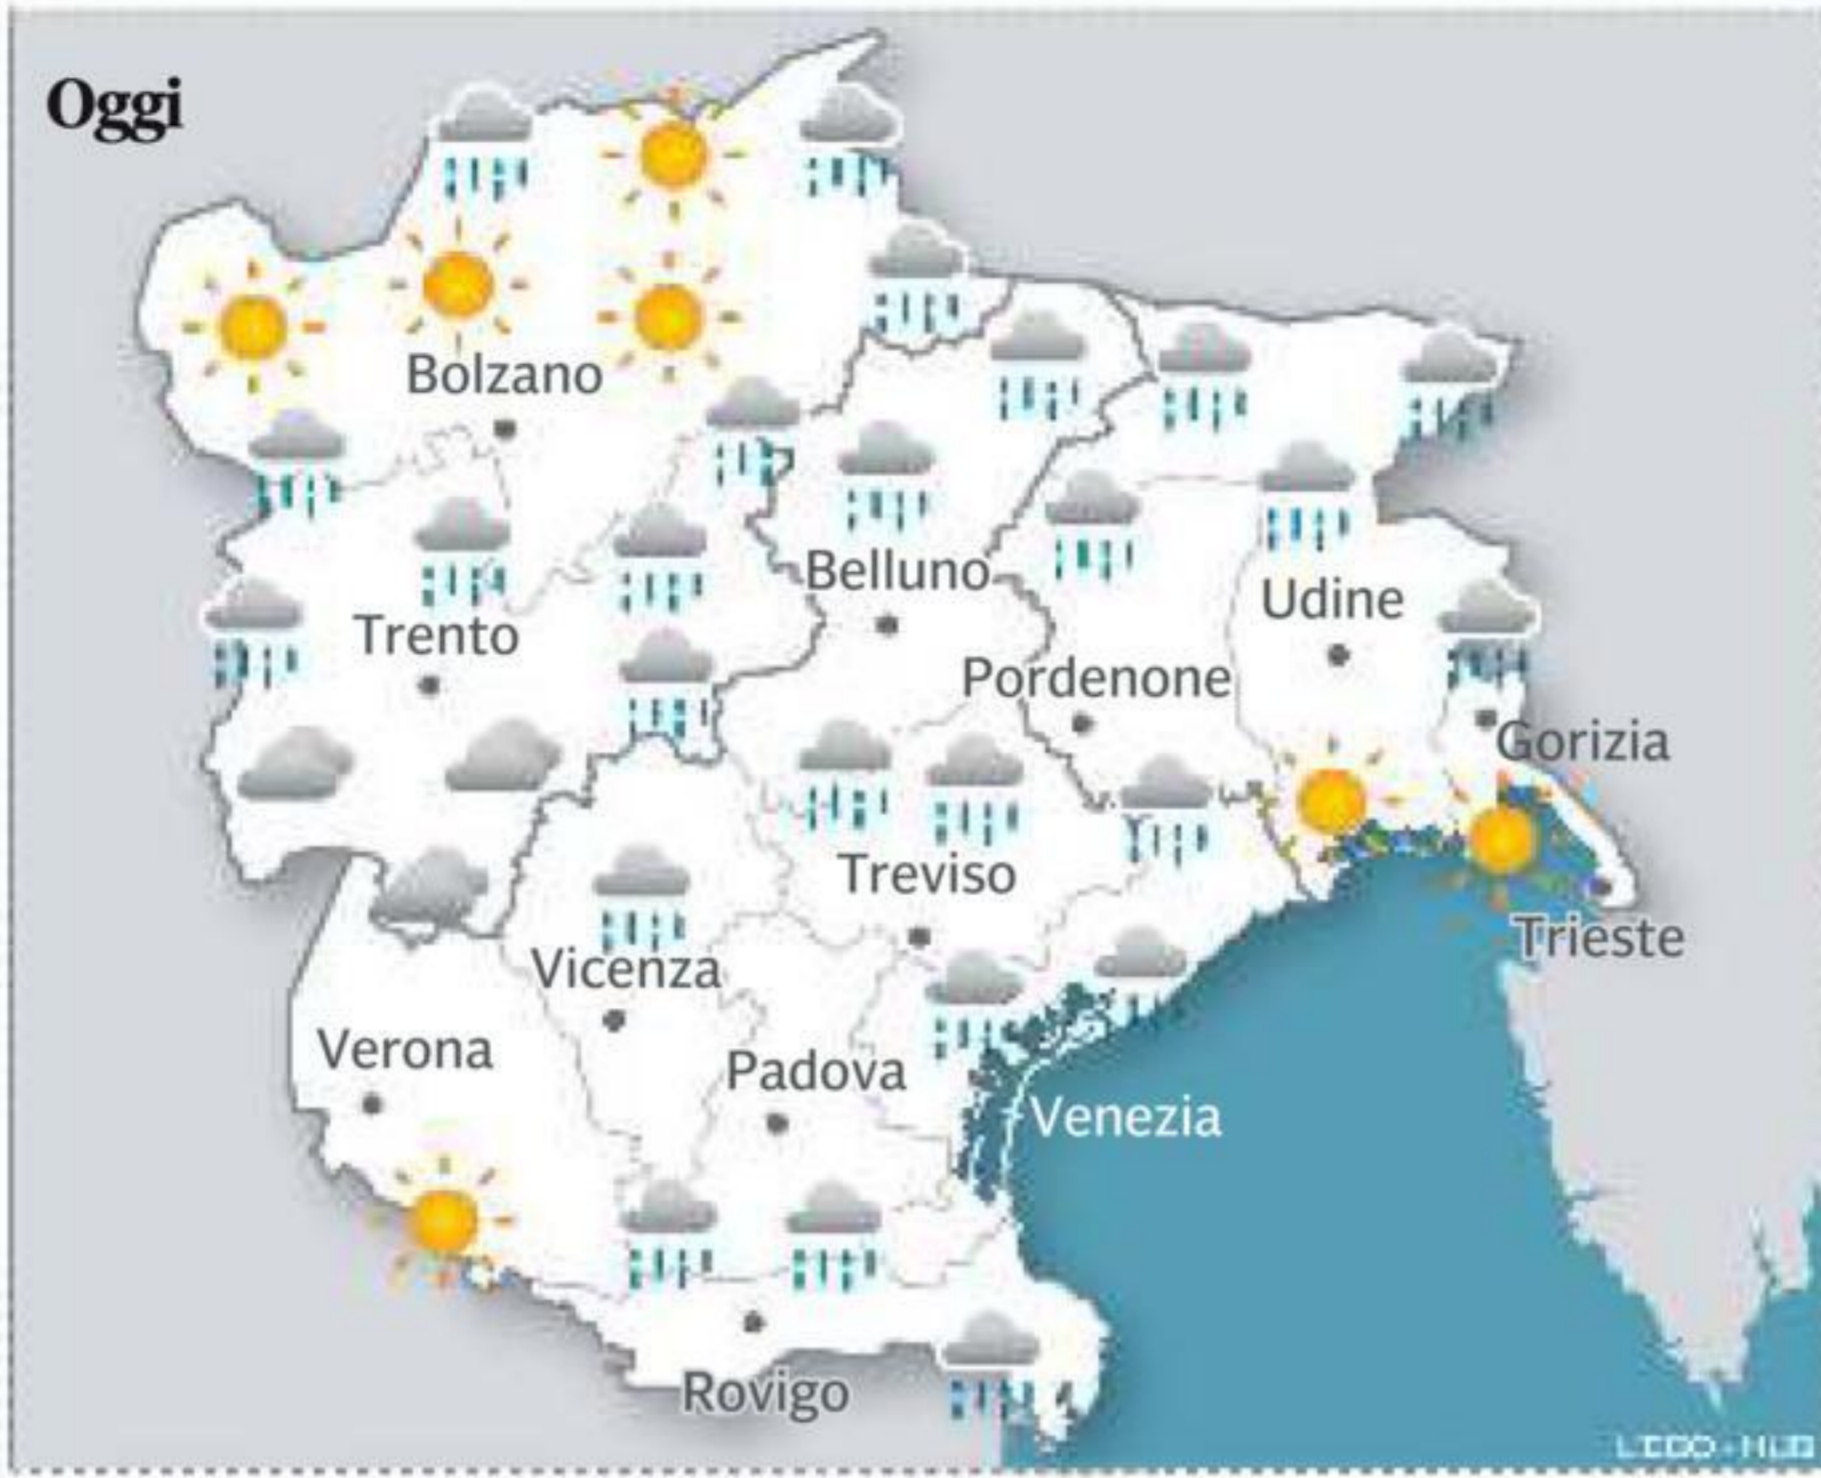 Oggi
Bolzano
Belluno
Trento
Udine
Pordenone
Gorizia
Treviso
Trieste
Vicenza
Verona
Padova
Venezia
Rovigo